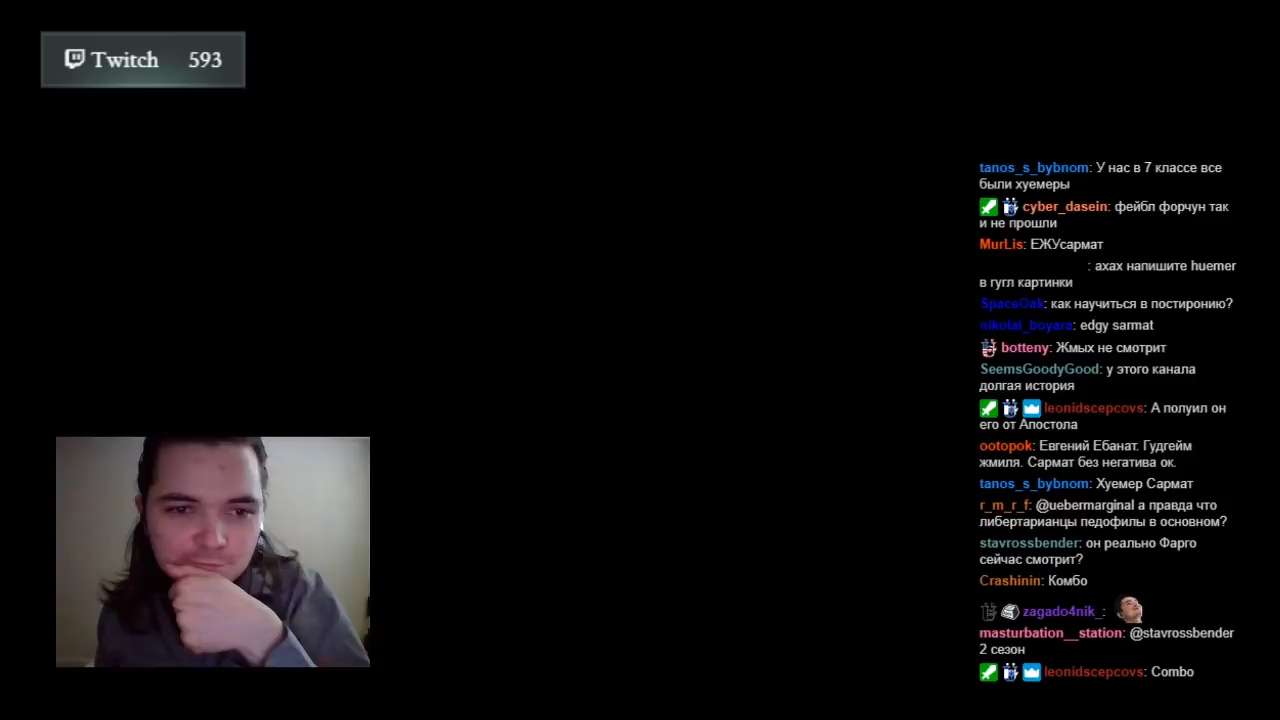 Twitch 593
tanos_s_bybnom: У нас в 7 классе все
были хуемеры
cyber_dasein: фейбл форчун так
и не прошли
MurLis: ЕЖУсармат
: ахах напишите huemer
в гугл картинки
SpaceOak: как научиться в постиронию?
nikolai_boyara: edgy sarmat
botteny: Жмых не смотрит
SeemsGoodyGood: у этого канала
долгая история
leonidscepcovs: А полуил он
его от Апостола
ootopok: Евгений Ебанат. Гудгейм
жмиля. Сармат без негатива ок.
tanos_s_bybnom: Хуемер Сармат
r_m_r_f: @uebermarginal а правда что
либертарианцы педофилы в основном?
stavrossbender: он реально Фарго
сейчас смотрит?
Crashinin: Комбо
zagado4nik_:
masturbation__station: @stavrossbender
2 сезон
leonidscepcovs: Combo